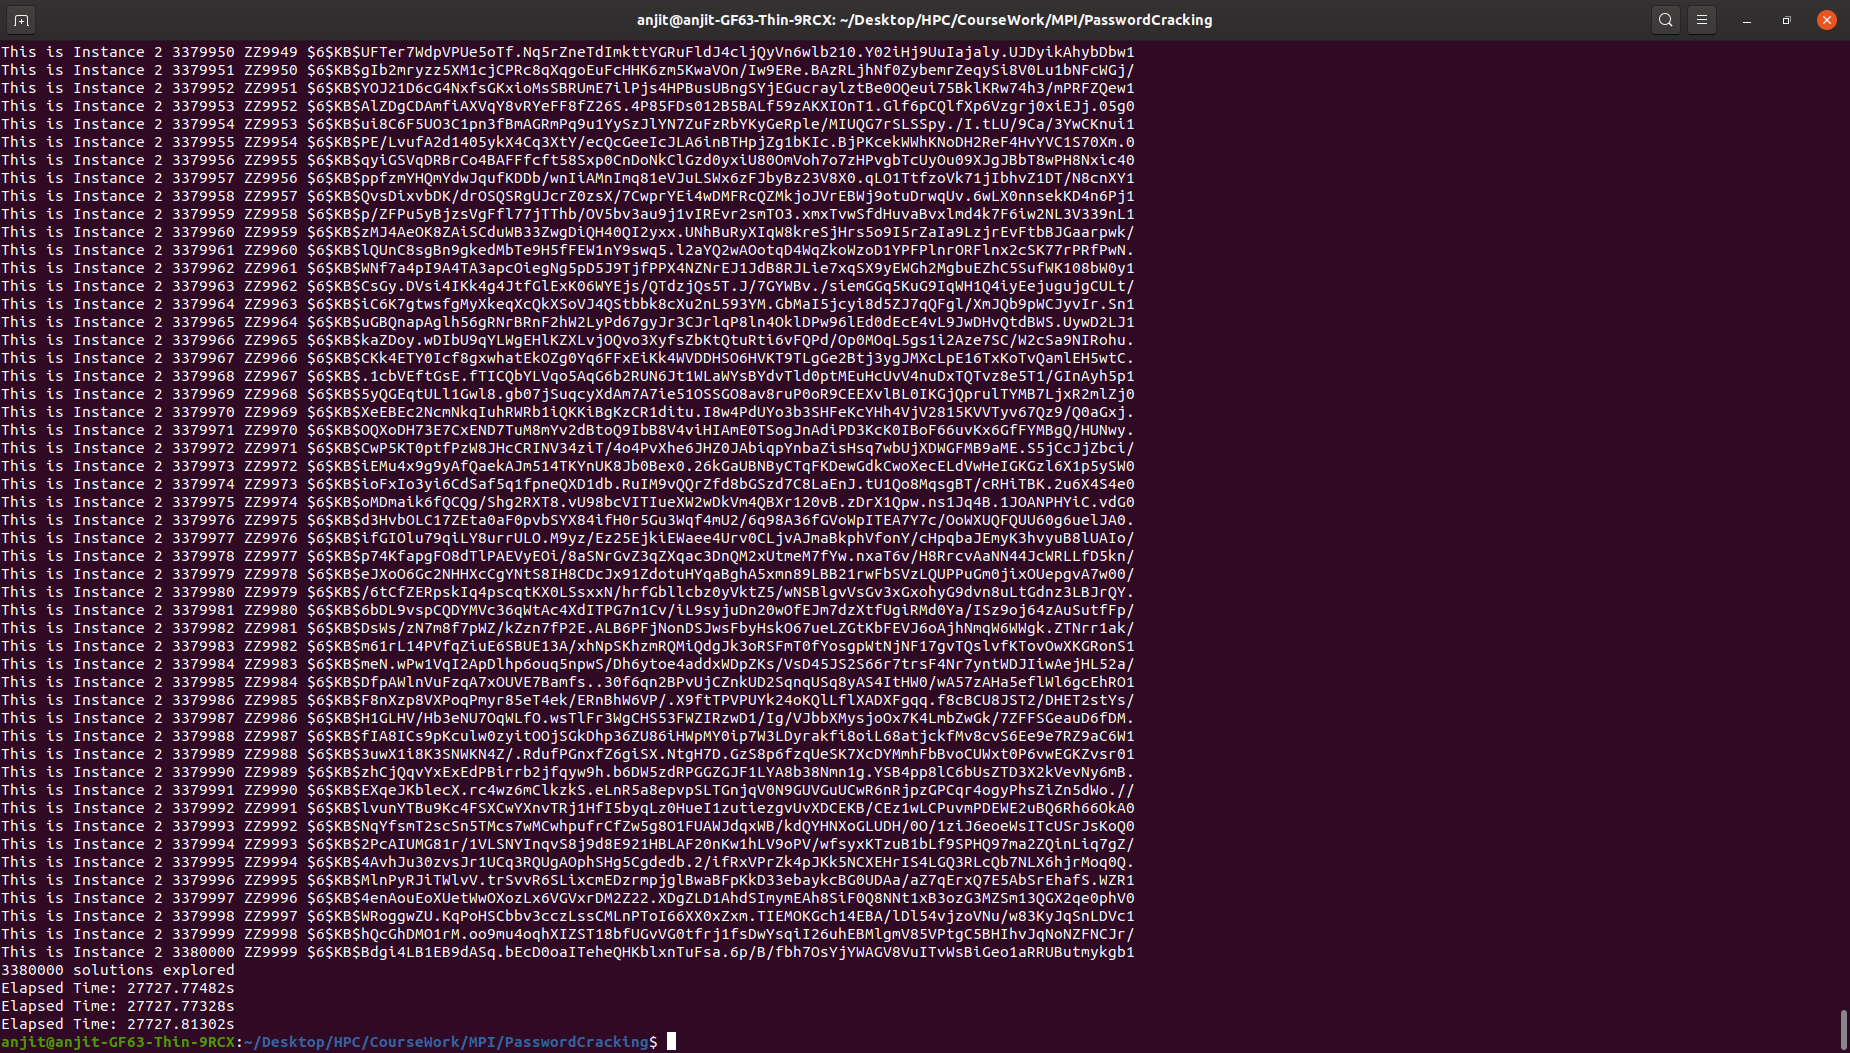 anjit@anjit-GF63-Thin-9RCX: ~/Desktop/HPC/CourseWork/MPI/PasswordCracking
This is Instance 2 3379950 ZZ9949 $6$KB$UFTer7WdpVPUe5oTf.Nq5rZneTdImkttYGRuFldJ4cljQyVn6wlb210.Y02iHj9UuIajaly.UJDyikAhybDbw1
This is Instance 2 3379951 ZZ9950 $6$KB$gIb2mryzz5XM1cjCPRc8qXqgoEuFcHHK6zm5KwaVOn/Iw9ERe.BAzRLjhNf0ZybemrZeqySi8V0Lu1bNFcWGj/
This is Instance 2 3379952 ZZ9951 $6$KB$YOJ21D6cG4NxfsGKxioMsSBRUmE7ilPjs4HPBusUBngSYjEGucraylztBe0OQeui75BklKRw74h3/mPRFZQew1
This is Instance 2 3379953 ZZ9952 $6$KB$AlZDgCDAmfiAXVqY8vRYeFF8fZ26S.4P85FDs012B5BALf59zAKXIOnT1.Glf6pCQlfXp6Vzgrj0xiEJj.05g0
This is Instance 2 3379954 ZZ9953 $6$KB$ui8C6F5UO3C1pn3fBmAGRmPq9u1YySzJlYN7ZuFzRbYKyGeRple/MIUQG7rSLSSpy./I.tLU/9Ca/3YwCKnui1
This is Instance 2 3379955 ZZ9954 $6$KB$PE/LvufA2d1405ykX4Cq3XtY/ecQcGeeIcJLA6inBTHpjZg1bKIc.BjPKcekWWhKNoDH2ReF4HvYVC1S70Xm.0
This is Instance 2 3379956 ZZ9955 $6$KB$qyiGSVqDRBrCo4BAFFfcft58Sxp0CnDoNkClGzd0yxiU80OmVoh7o7zHPvgbTcUyOu09XJgJBbT8wPH8Nxic40
This is Instance 2 3379957 ZZ9956 $6$KB$ppfzmYHQmYdwJqufKDDb/wnIiAMnImq81eVJuLSWx6zFJbyBz23V8X0.qLO1TtfzoVk71jIbhvZ1DT/N8cnXY1
This is Instance 2 3379958 ZZ9957 $6$KB$QvsDixvbDK/drOSQSRgUJcrZ0zsX/7CwprYEi4wDMFRcQZMkjoJVrEBWj9otuDrwqUv.6wLX0nnsekKD4n6Pj1
This is Instance 2 3379959 ZZ9958 $6$KB$p/ZFPu5yBjzsVgFfl77jTThb/OV5bv3au9j1vIREvr2smTO3.xmxTvwSfdHuvaBvxlmd4k7F6iw2NL3V339nL1
This is Instance 2 3379960 ZZ9959 $6$KB$zMJ4AeOK8ZAiSCduWB33ZwgDiQH40QI2yxx.UNhBuRyXIqW8kreSjHrs5o9I5rZaIa9LzjrEvFtbBJGaarpwk/
This is Instance 2 3379961 ZZ9960 $6$KB$lQUnC8sgBn9gkedMbTe9H5fFEW1nY9swq5.l2aYQ2wAOotqD4WqZkoWzoD1YPFPlnrORFlnx2cSK77rPRfPwN.
This is Instance 2 3379962 ZZ9961 $6$KB$WNf7a4pI9A4TA3apcOiegNg5pD5J9TjfPPX4NZNrEJ1JdB8RJLie7xqSX9yEWGh2MgbuEZhC5SufWK108bW0y1
This is Instance 2 3379963 ZZ9962 $6$KB$CsGy.DVsi4IKk4g4JtfGlExK06WYEjs/QTdzjQs5T.J/7GYWBv./siemGGq5KuG9IqWH1Q4iyEejugujgCULt/
This is Instance 2 3379964 ZZ9963 $6$KB$iC6K7gtwsfgMyXkeqXcQkXSoVJ4QStbbk8cXu2nL593YM.GbMaI5jcyi8d5ZJ7qQFgl/XmJQb9pWCJyvIr.Sn1
This is Instance 2 3379965 ZZ9964 $6$KB$uGBQnapAglh56gRNrBRnF2hW2LyPd67gyJr3CJrlqP8ln4OklDPw96lEd0dEcE4vL9JwDHvQtdBWS.UywD2LJ1
This is Instance 2 3379966 ZZ9965 $6$KB$kaZDoy.wDIbU9qYLWgEHlKZXLvjOQvo3XyfsZbKtQtuRti6vFQPd/Op0MOqL5gs1i2Aze7SC/W2cSa9NIRohu.
This is Instance 2 3379967 ZZ9966 $6$KB$CKk4ETY0Icf8gxwhatEkOZg0Yq6FFxEiKk4WVDDHSO6HVKT9TLgGe2Btj3ygJMXcLpE16TxKoTvQamlEH5wtC.
This is Instance 2 3379968 ZZ9967 $6$KB$.1cbVEftGsE.fTICQbYLVqo5AqG6b2RUN6Jt1WLaWYsBYdvTld0ptMEuHcUvV4nuDxTQTvz8e5T1/GInAyh5p1
This is Instance 2 3379969 ZZ9968 $6$KB$5yQGEqtULl1Gwl8.gb07jSuqcyXdAm7A7ie51OSSGO8av8ruP0oR9CEEXvlBL0IKGjQprulTYMB7LjxR2mlZj0
This is Instance 2 3379970 ZZ9969 $6$KB$XeEBEc2NcmNkqIuhRWRb1iQKKiBgKzCR1ditu.I8w4PdUYo3b3SHFeKcYHh4VjV2815KVVTyv67Qz9/Q0aGxj.
This is Instance 2 3379971 ZZ9970 $6$KB$OQXoDH73E7CxEND7TuM8mYv2dBtoQ9IbB8V4viHIAmE0TSogJnAdiPD3KcK0IBoF66uvKx6GfFYMBgQ/HUNwy.
This is Instance 2 3379972 ZZ9971 $6$KB$CwP5KT0ptfPzW8JHcCRINV34ziT/4o4PvXhe6JHZ0JAbiqpYnbaZisHsq7wbUjXDWGFMB9aME.S5jCcJjZbci/
This is Instance 2 3379973 ZZ9972 $6$KB$iEMu4x9g9yAfQaekAJm514TKYnUK8Jb0Bex0.26kGaUBNByCTqFKDewGdkCwoXecELdVwHeIGKGzl6X1p5ySW0
This is Instance 2 3379974 ZZ9973 $6$KB$ioFxIo3yi6CdSaf5q1fpneQXD1db.RuIM9vQQrZfd8bGSzd7C8LaEnJ.tU1Qo8MqsgBT/cRHiTBK.2u6X4S4e0
This is Instance 2 3379975 ZZ9974 $6$KB$oMDmaik6fQCQg/Shg2RXT8.vU98bcVITIueXW2wDkVm4QBXr120vB.zDrX1Qpw.ns1Jq4B.1JOANPHYiC.vdG0
This is Instance 2 3379976 ZZ9975 $6$KB$d3HvbOLC17ZEta0aF0pvbSYX84ifH0r5Gu3Wqf4mU2/6q98A36fGVoWpITEA7Y7c/OoWXUQFQUU60g6uelJA0.
This is Instance 2 3379977 ZZ9976 $6$KB$ifGIOlu79qiLY8urrULO.M9yz/Ez25EjkiEWaee4Urv0CLjvAJmaBkphVfonY/cHpqbaJEmyK3hvyuB8lUAIo/
This is Instance 2 3379978 ZZ9977 $6$KB$p74KfapgFO8dTlPAEVyEOi/8aSNrGvZ3qZXqac3DnQM2xUtmeM7fYw.nxaT6v/H8RrcvAaNN44JcWRLLfD5kn/
This is Instance 2 3379979 ZZ9978 $6$KB$eJXoO6Gc2NHHXcCgYNtS8IH8CDcJx91ZdotuHYqaBghA5xmn89LBB21rwFbSVzLQUPPuGm0jixOUepgvA7w00/
This is Instance 2 3379980 ZZ9979 $6$KB$/6tCfZERpskIq4pscqtKX0LSsxxN/hrfGbllcbz0yVktZ5/wNSBlgvVsGv3xGxohyG9dvn8uLtGdnz3LBJrQY.
This is Instance 2 3379981 ZZ9980 $6$KB$6bDL9vspCQDYMVc36qWtAc4XdITPG7n1Cv/iL9syjuDn20wOfEJm7dzXtfUgiRMd0Ya/ISz9oj64zAuSutfFp/
This is Instance 2 3379982 ZZ9981 $6$KB$DsWs/zN7m8f7pWZ/kZzn7fP2E.ALB6PFjNonDSJwsFbyHskO67ueLZGtKbFEVJ6oAjhNmqW6WWgk.ZTNrr1ak/
This is Instance 2 3379983 ZZ9982 $6$KB$m61rL14PVfqZiuE6SBUE13A/xhNpSKhzmRQMiQdgJk3oRSFmT0fYosgpWtNjNF17gvTQslvfKTovOwXKGRonS1
This is Instance 2 3379984 ZZ9983 $6$KB$meN.wPw1VqI2ApDlhp6ouq5npwS/Dh6ytoe4addxWDpZKs/VsD45JS2S66r7trsF4Nr7yntWDJIiwAejHL52a/
This is Instance 2 3379985 ZZ9984 $6$KB$DfpAWlnVuFzqA7xOUVE7Bamfs..30f6qn2BPvUjCZnkUD2SqnqUSq8yAS4ItHW0/wA57zAHa5eflWl6gcEhRO1
This is Instance 2 3379986 ZZ9985 $6$KB$F8nXzp8VXPoqPmyr85eT4ek/ERnBhW6VP/.X9ftTPVPUYk24oKQlLflXADXFgqq.f8cBCU8JST2/DHET2stYs/
This is Instance 2 3379987 ZZ9986 $6$KB$H1GLHV/Hb3eNU7OqWLfO.wsTlFr3WgCHS53FWZIRzwD1/Ig/VJbbXMysjoOx7K4LmbZwGk/7ZFFSGeauD6fDM.
This is Instance 2 3379988 ZZ9987 $6$KB$fIA8ICs9pKculw0zyitOOjSGkDhp36ZU86iHWpMY0ip7W3LDyrakfi8oiL68atjckfMv8cvS6Ee9e7RZ9aC6W1
This is Instance 2 3379989 ZZ9988 $6$KB$3uwX1i8K3SNWKN4Z/.RdufPGnxfZ6giSX.NtgH7D.GzS8p6fzqUeSK7XcDYMmhFbBvoCUWxt0P6vwEGKZvsr01
This is Instance 2 3379990 ZZ9989 $6$KB$zhCjQqvYxExEdPBirrb2jfqyw9h.b6DW5zdRPGGZGJF1LYA8b38Nmn1g.YSB4pp8lC6bUsZTD3X2kVevNy6mB.
This is Instance 2 3379991 ZZ9990 $6$KB$EXqeJKblecX.rc4wz6mClkzkS.eLnR5a8epvpSLTGnjqV0N9GUVGuUCwR6nRjpzGPCqr4ogyPhsZiZn5dWo.//
This is Instance 2 3379992 ZZ9991 $6$KB$lvunYTBu9Kc4FSXCwYXnvTRj1HfI5byqLz0HueI1zutiezgvUvXDCEKB/CEz1wLCPuvmPDEWE2uBQ6Rh66OkA0
This is Instance 2 3379993 ZZ9992 $6$KB$NqYfsmT2scSn5TMcs7wMCwhpufrCfZw5g8O1FUAWJdqxWB/kdQYHNXoGLUDH/0O/1ziJ6eoeWsITcUSrJsKoQ0
This is Instance 2 3379994 ZZ9993 $6$KB$2PcAIUMG81r/1VLSNYInqvS8j9d8E921HBLAF20nKw1hLV9oPV/wfsyxKTzuB1bLf9SPHQ97ma2ZQinLiq7gZ/
This is Instance 2 3379995 ZZ9994 $6$KB$4AvhJu30zvsJr1UCq3RQUgAOphSHg5Cgdedb.2/ifRxVPrZk4pJKk5NCXEHrIS4LGQ3RLcQb7NLX6hjrMoq0Q.
This is Instance 2 3379996 ZZ9995 $6$KB$MlnPyRJiTWlvV.trSvvR6SLixcmEDzrmpjglBwaBFpKkD33ebaykcBG0UDAa/aZ7qErxQ7E5AbSrEhafS.WZR1
This is Instance 2 3379997 ZZ9996 $6$KB$4enAouEoXUetWwOXozLx6VGVxrDM2Z22.XDgZLD1AhdSImymEAh8SiF0Q8NNt1xB3ozG3MZSm13QGX2qe0phV0
This is Instance 2 3379998 ZZ9997 $6$KB$WRoggwZU.KqPoHSCbbv3cczLssCMLnPToI66XX0xZxm.TIEMOKGch14EBA/lDl54vjzoVNu/w83KyJqSnLDVc1
This is Instance 2 3379999 ZZ9998 $6$KB$hQcGhDMO1rM.oo9mu4oqhXIZST18bfUGvVG0tfrj1fsDwYsqiI26uhEBMlgmV85VPtgC5BHIhvJqNoNZFNCJr/
This is Instance 2 3380000 ZZ9999 $6$KB$Bdgi4LB1EB9dASq.bEcD0oaITeheQHKblxnTuFsa.6p/B/fbh7OsYjYWAGV8VuITvWsBiGeo1aRRUButmykgb1
3380000 solutions explored
Elapsed Time: 27727.77482s
Elapsed Time: 27727.77328s
Elapsed Time: 27727.81302s
anjit@anjit-GF63-Thin-9RCX:~/Desktop/HPC/CourseWork/MPI/PasswordCracking$